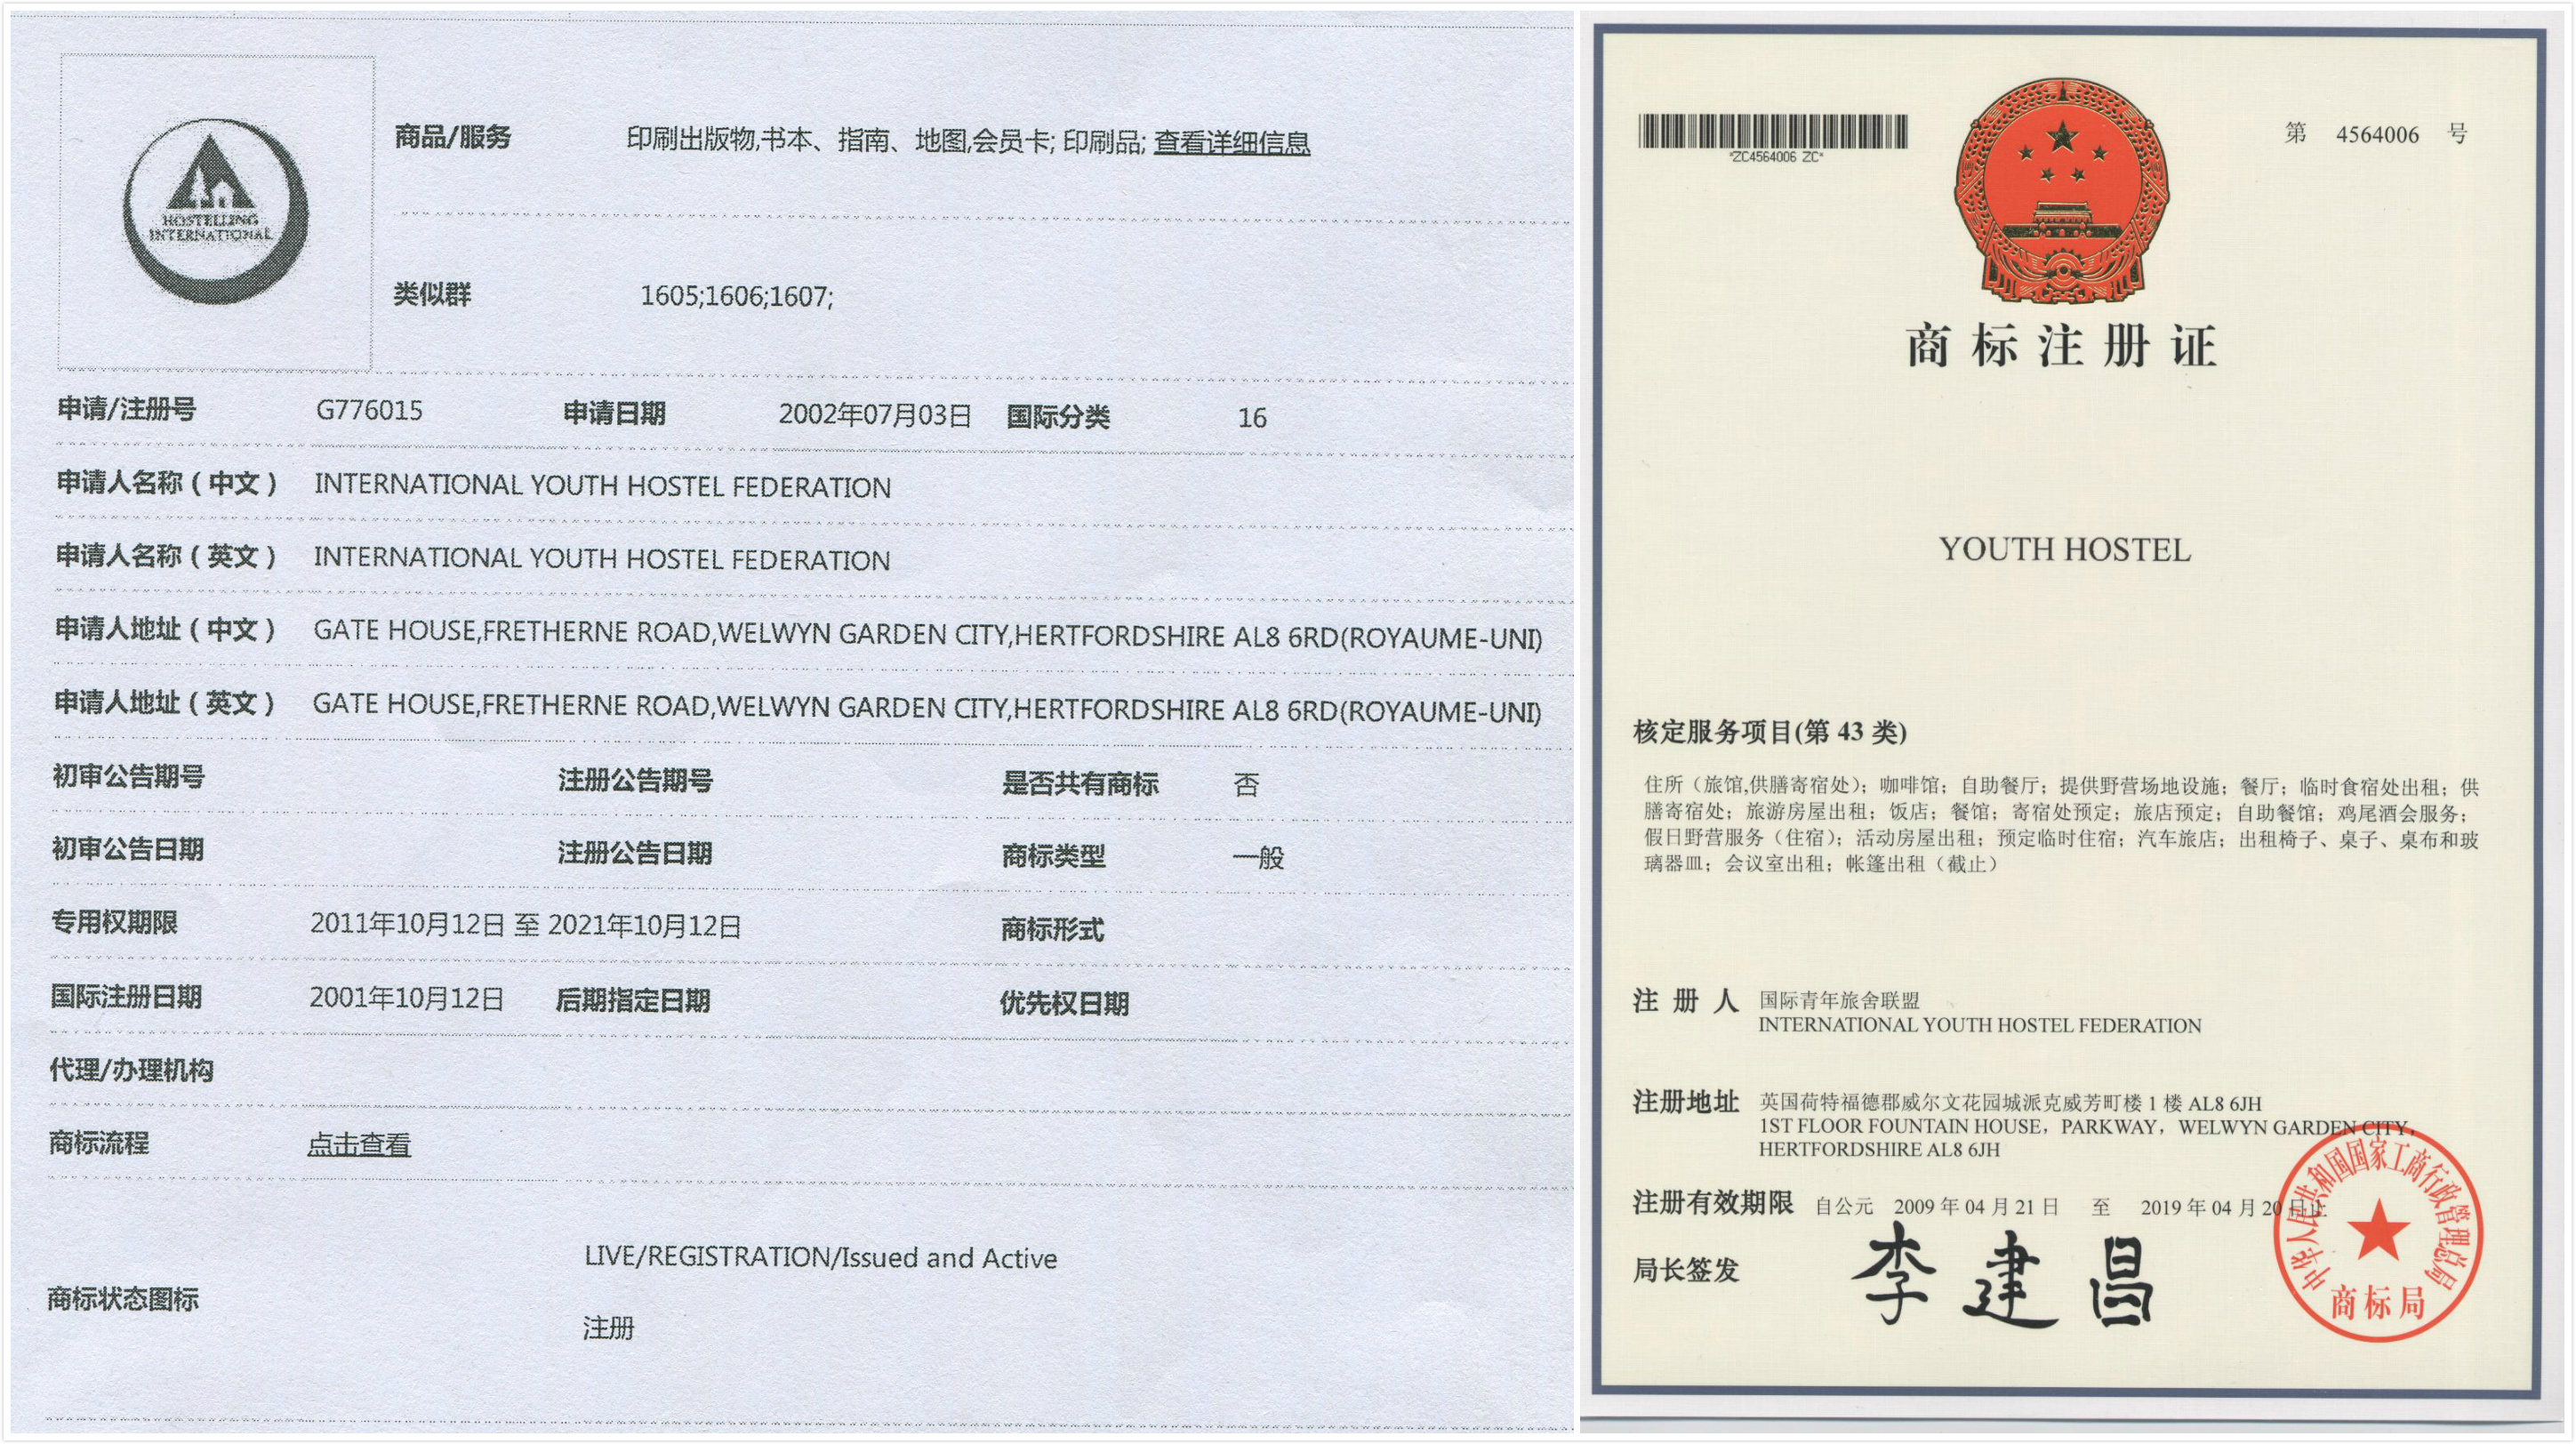 HOSTELLING
INTERNATIONAL
商品/服务 印刷出版物,书本、指南、地图,会员卡; 印刷品; 查看详细信息
类似群 1605;1606;1607;
申请/注册号 G776015 申请日期 2002年07月03日 国际分类 16
申请人名称（中文） INTERNATIONAL YOUTH HOSTEL FEDERATION
申请人名称（英文） INTERNATIONAL YOUTH HOSTEL FEDERATION
申请人地址（中文） GATE HOUSE,FRETHERNE ROAD,WELWYN GARDEN CITY,HERTFORDSHIRE AL8 6RD(ROYAUME-UNI)
申请人地址（英文） GATE HOUSE,FRETHERNE ROAD,WELWYN GARDEN CITY,HERTFORDSHIRE AL8 6RD(ROYAUME-UNI)
初审公告期号 注册公告期号 是否共有商标 否
初审公告日期 注册公告日期 商标类型 一般
专用权期限 2011年10月12日 至 2021年10月12日 商标形式
国际注册日期 2001年10月12日 后期指定日期 优先权日期
代理/办理机构
商标流程 点击查看
LIVE/REGISTRATION/Issued and Active
商标状态图标
注册
*ZC4564006 ZC*
第 4564006 号
商标注册证
YOUTH HOSTEL
核定服务项目(第 43 类)
住所（旅馆,供膳寄宿处）；咖啡馆；自助餐厅；提供野营场地设施；餐厅；临时食宿处出租；供
膳寄宿处；旅游房屋出租；饭店；餐馆；寄宿处预定；旅店预定；自助餐馆；鸡尾酒会服务；
假日野营服务（住宿）；活动房屋出租；预定临时住宿；汽车旅店；出租椅子、桌子、桌布和玻
璃器皿；会议室出租；帐篷出租（截止）
注 册 人 国际青年旅舍联盟
INTERNATIONAL YOUTH HOSTEL FEDERATION
注册地址 英国荷特福德郡威尔文花园城派克威芳町楼 1 楼 AL8 6JH
1ST FLOOR FOUNTAIN HOUSE，PARKWAY，WELWYN GARDEN CITY，
HERTFORDSHIRE AL8 6JH
注册有效期限 自公元 2009 年 04 月 21 日 至 2019 年 04 月 20 日止
局长签发 李建昌
中华人民共和国国家工商行政管理总局
商标局